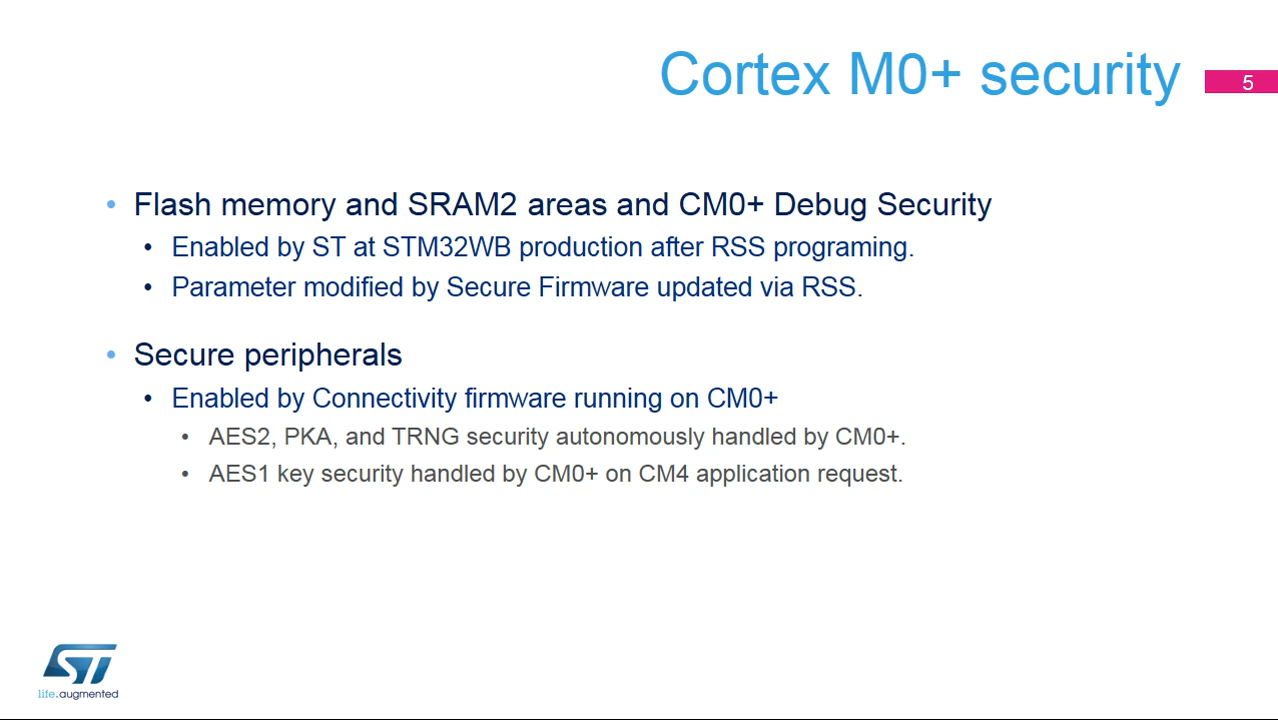 Cortex M0+ security
5
• Flash memory and SRAM2 areas and CM0+ Debug Security
• Enabled by ST at STM32WB production after RSS programing.
• Parameter modified by Secure Firmware updated via RSS.
• Secure peripherals
• Enabled by Connectivity firmware running on CM0+
• AES2, PKA, and TRNG security autonomously handled by CM0+.
• AES1 key security handled by CM0+ on CM4 application request.
ST
life.augmented